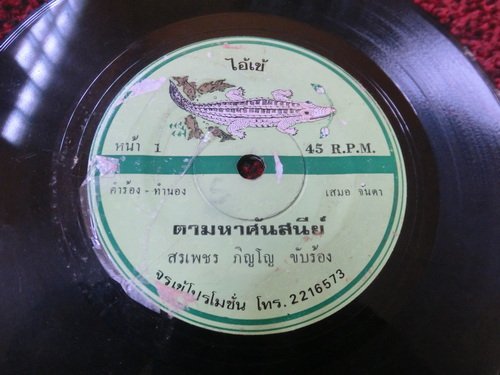 ไอ้เข้
หน้า 1 45 R.P.M.
คำร้อง - ทำนอง เสมอ จันดา
ตามหาศันสนีย์
สรเพชร ภิญโญ ขับร้อง
จรเข้โปรโมชั่น โทร. 2216573